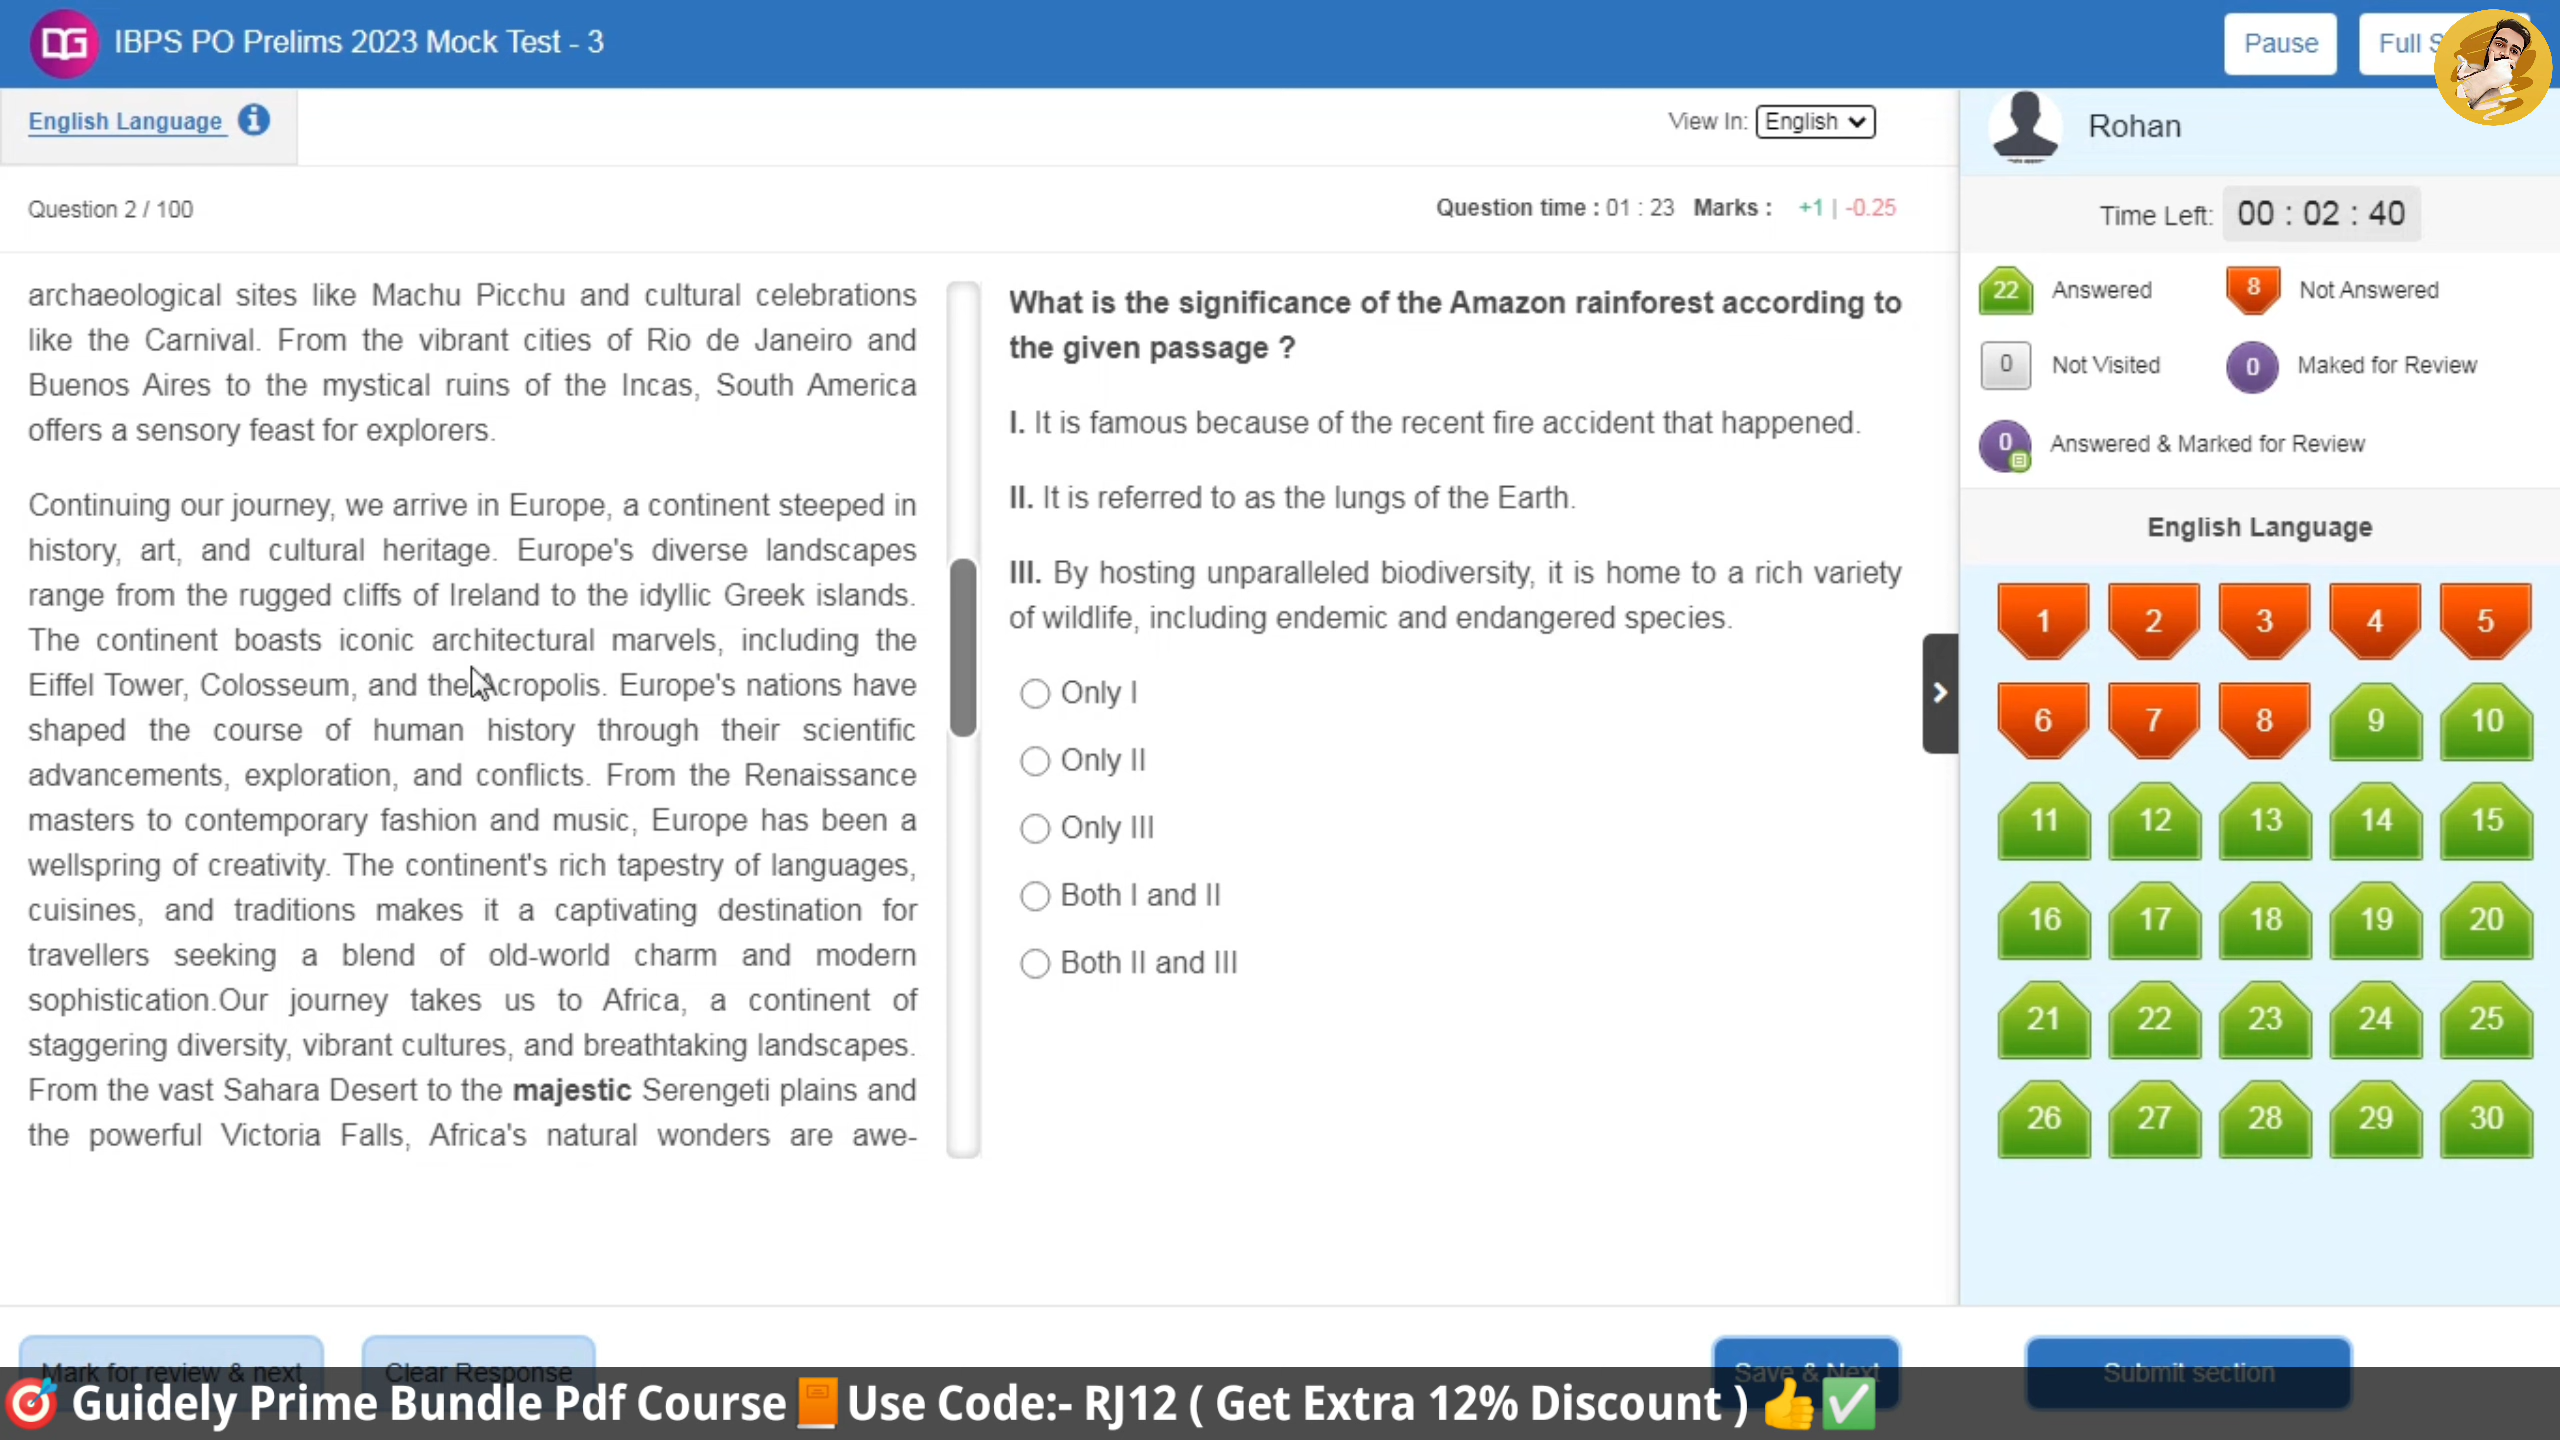 DG IBPS PO Prelims 2023 Mock Test - 3
Pause
Full S
English Language
View In: English
Rohan
Question 2 / 100
Question time : 01 : 23 Marks : +1 | -0.25
Time Left: 00 : 02 : 40
22 Answered
8 Not Answered
0 Not Visited
0 Maked for Review
0 Answered & Marked for Review
archaeological sites like Machu Picchu and cultural celebrations
like the Carnival. From the vibrant cities of Rio de Janeiro and
Buenos Aires to the mystical ruins of the Incas, South America
offers a sensory feast for explorers.
Continuing our journey, we arrive in Europe, a continent steeped in
history, art, and cultural heritage. Europe's diverse landscapes
range from the rugged cliffs of Ireland to the idyllic Greek islands.
The continent boasts iconic architectural marvels, including the
Eiffel Tower, Colosseum, and the Acropolis. Europe's nations have
shaped the course of human history through their scientific
advancements, exploration, and conflicts. From the Renaissance
masters to contemporary fashion and music, Europe has been a
wellspring of creativity. The continent's rich tapestry of languages,
cuisines, and traditions makes it a captivating destination for
travellers seeking a blend of old-world charm and modern
sophistication.Our journey takes us to Africa, a continent of
staggering diversity, vibrant cultures, and breathtaking landscapes.
From the vast Sahara Desert to the majestic Serengeti plains and
the powerful Victoria Falls, Africa's natural wonders are awe-
What is the significance of the Amazon rainforest according to
the given passage ?
I. It is famous because of the recent fire accident that happened.
II. It is referred to as the lungs of the Earth.
III. By hosting unparalleled biodiversity, it is home to a rich variety
of wildlife, including endemic and endangered species.
Only I
Only II
Only III
Both I and II
Both II and III
English Language
1 2 3 4 5
6 7 8 9 10
11 12 13 14 15
16 17 18 19 20
21 22 23 24 25
26 27 28 29 30
Mark for review & next
Clear Response
Save & Next
Submit section
Guidely Prime Bundle Pdf Course Use Code:- RJ12 ( Get Extra 12% Discount )